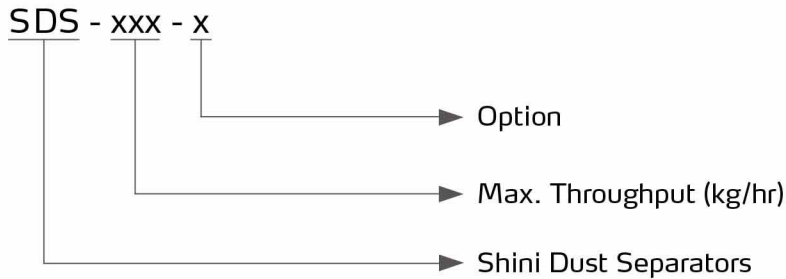 SDS - xxx - x
Option
Max. Throughput (kg/hr)
Shini Dust Separators